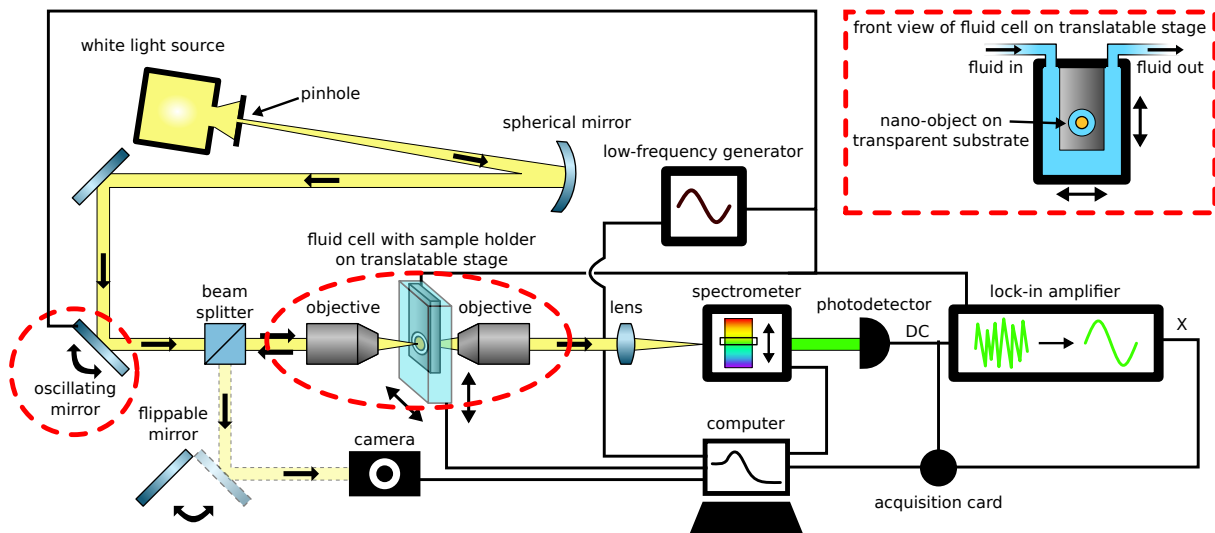 white light source
pinhole
spherical mirror
low-frequency generator
front view of fluid cell on translatable stage
fluid in
fluid out
nano-object on
transparent substrate
fluid cell with sample holder
on translatable stage
beam
splitter
objective
objective
lens
spectrometer
photodetector
lock-in amplifier
DC
X
oscillating
mirror
flippable
mirror
camera
computer
acquisition card